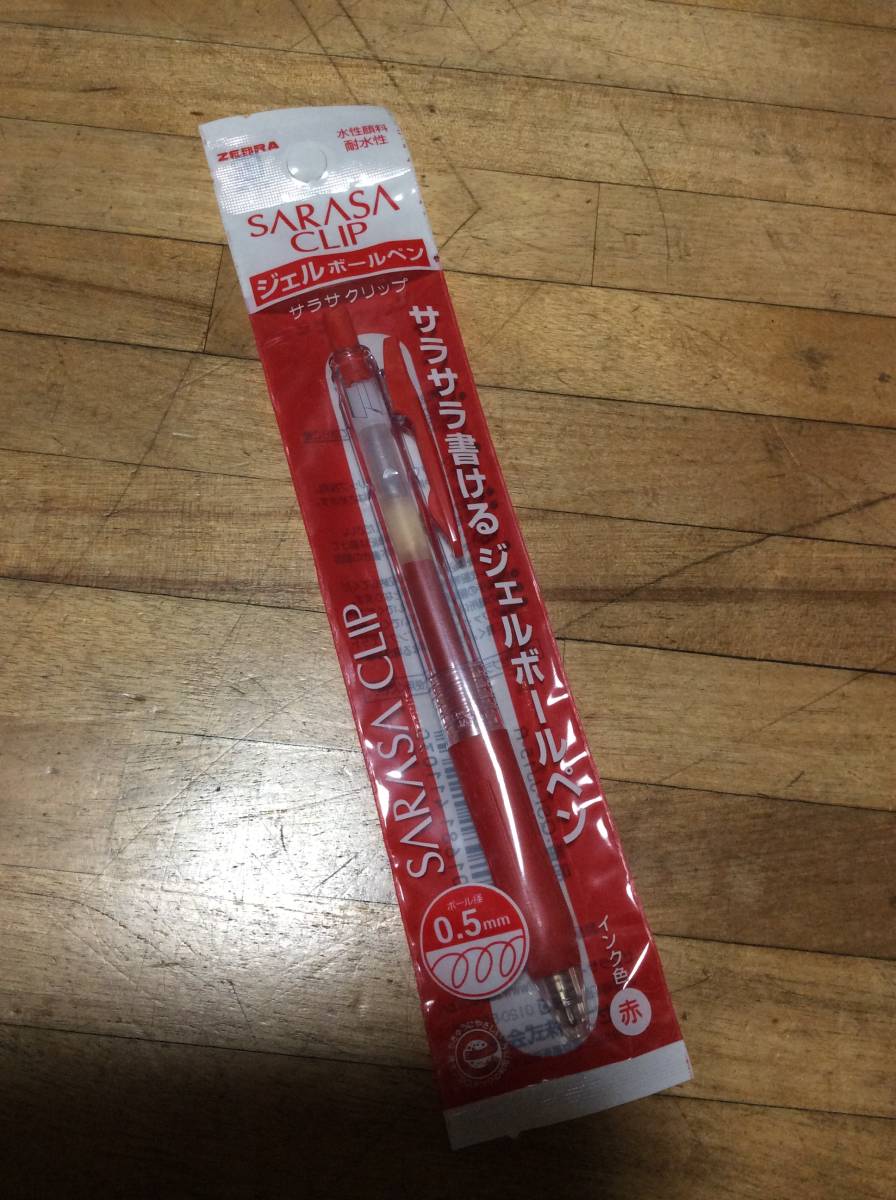 ZEBRA
水性顔料
耐水性
SARASA
CLIP
ジェルボールペン
サラサクリップ
サラサラ書けるジェルボールペン
SARASA CLIP
ボール径
0.5mm
インク色
赤